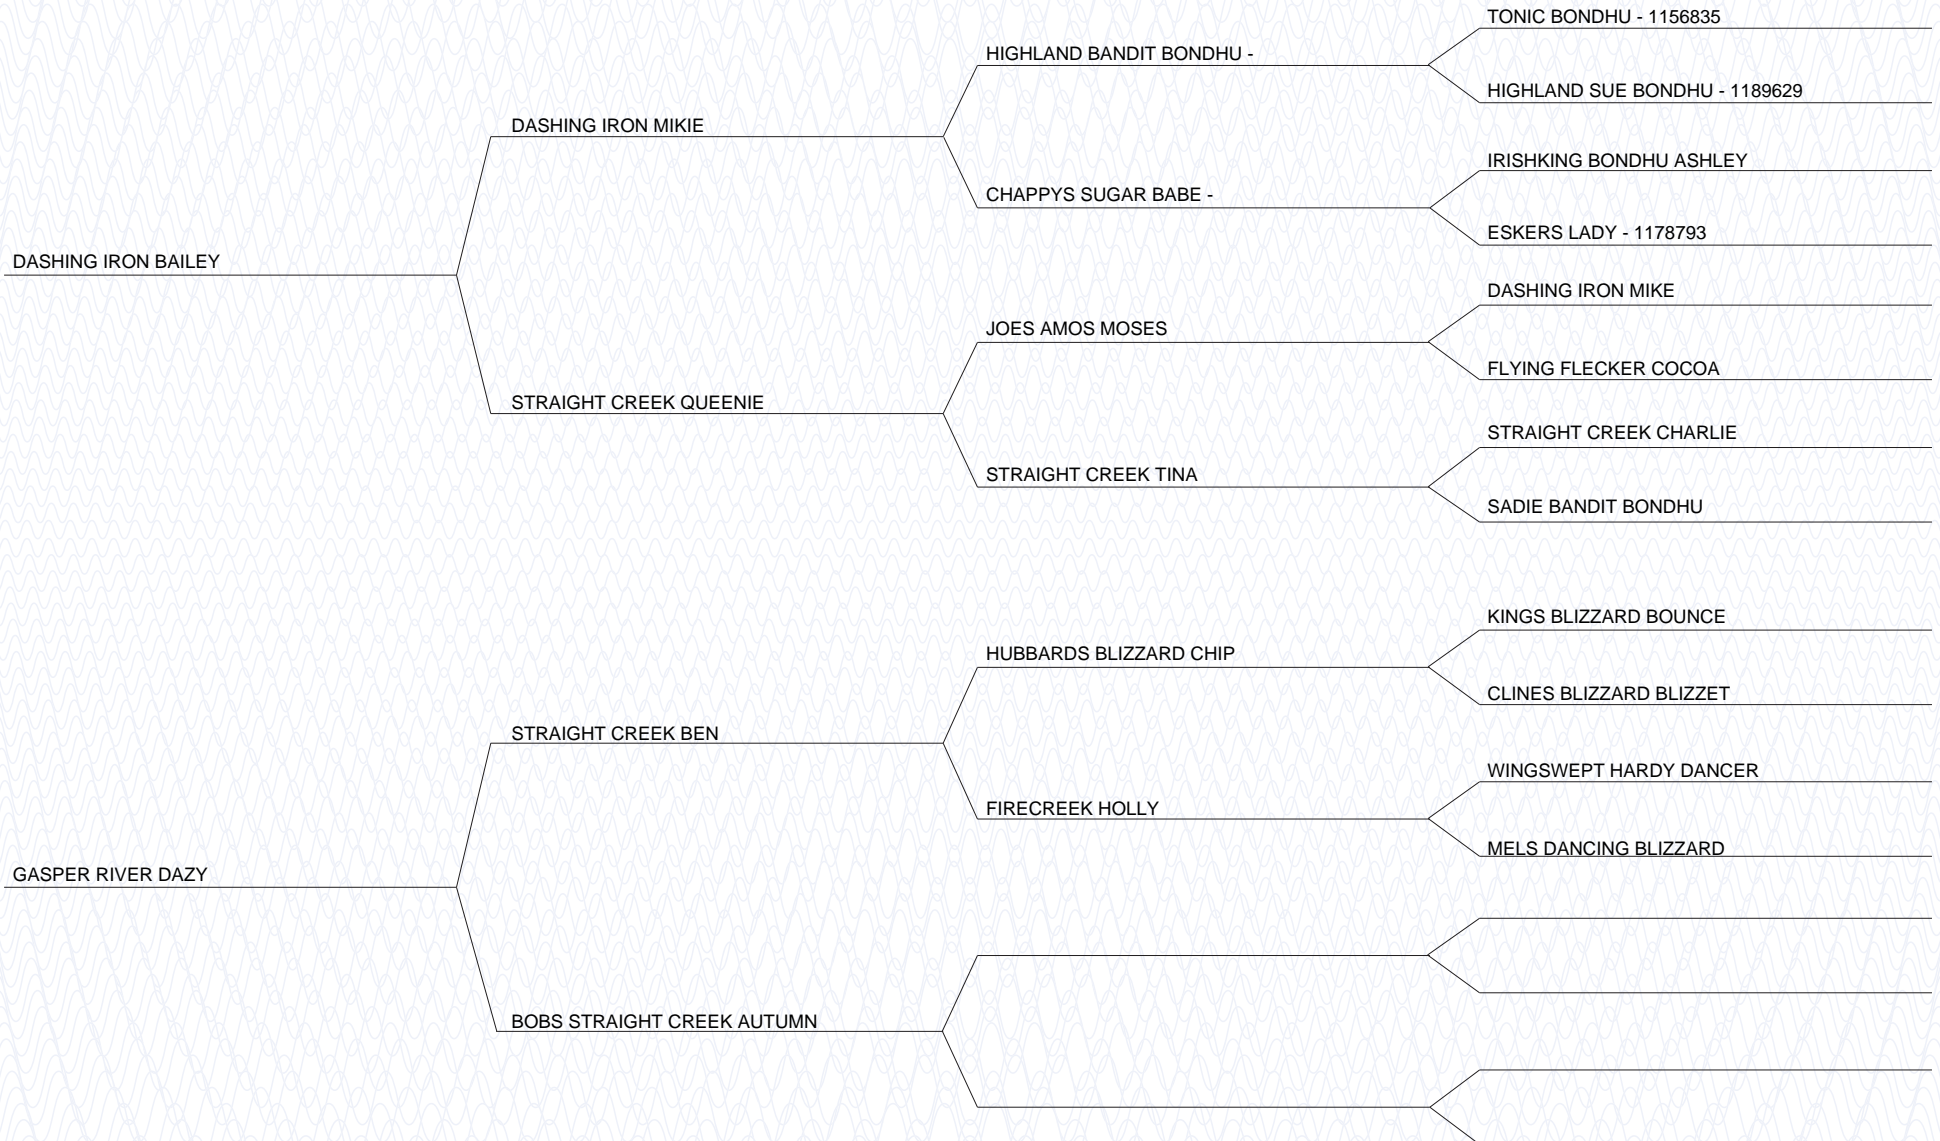 TONIC BONDHU - 1156835
HIGHLAND BANDIT BONDHU -
HIGHLAND SUE BONDHU - 1189629
DASHING IRON MIKIE
IRISHKING BONDHU ASHLEY
CHAPPYS SUGAR BABE -
ESKERS LADY - 1178793
DASHING IRON BAILEY
DASHING IRON MIKE
JOES AMOS MOSES
FLYING FLECKER COCOA
STRAIGHT CREEK QUEENIE
STRAIGHT CREEK CHARLIE
STRAIGHT CREEK TINA
SADIE BANDIT BONDHU
KINGS BLIZZARD BOUNCE
HUBBARDS BLIZZARD CHIP
CLINES BLIZZARD BLIZZET
STRAIGHT CREEK BEN
WINGSWEPT HARDY DANCER
FIRECREEK HOLLY
MELS DANCING BLIZZARD
GASPER RIVER DAZY
BOBS STRAIGHT CREEK AUTUMN